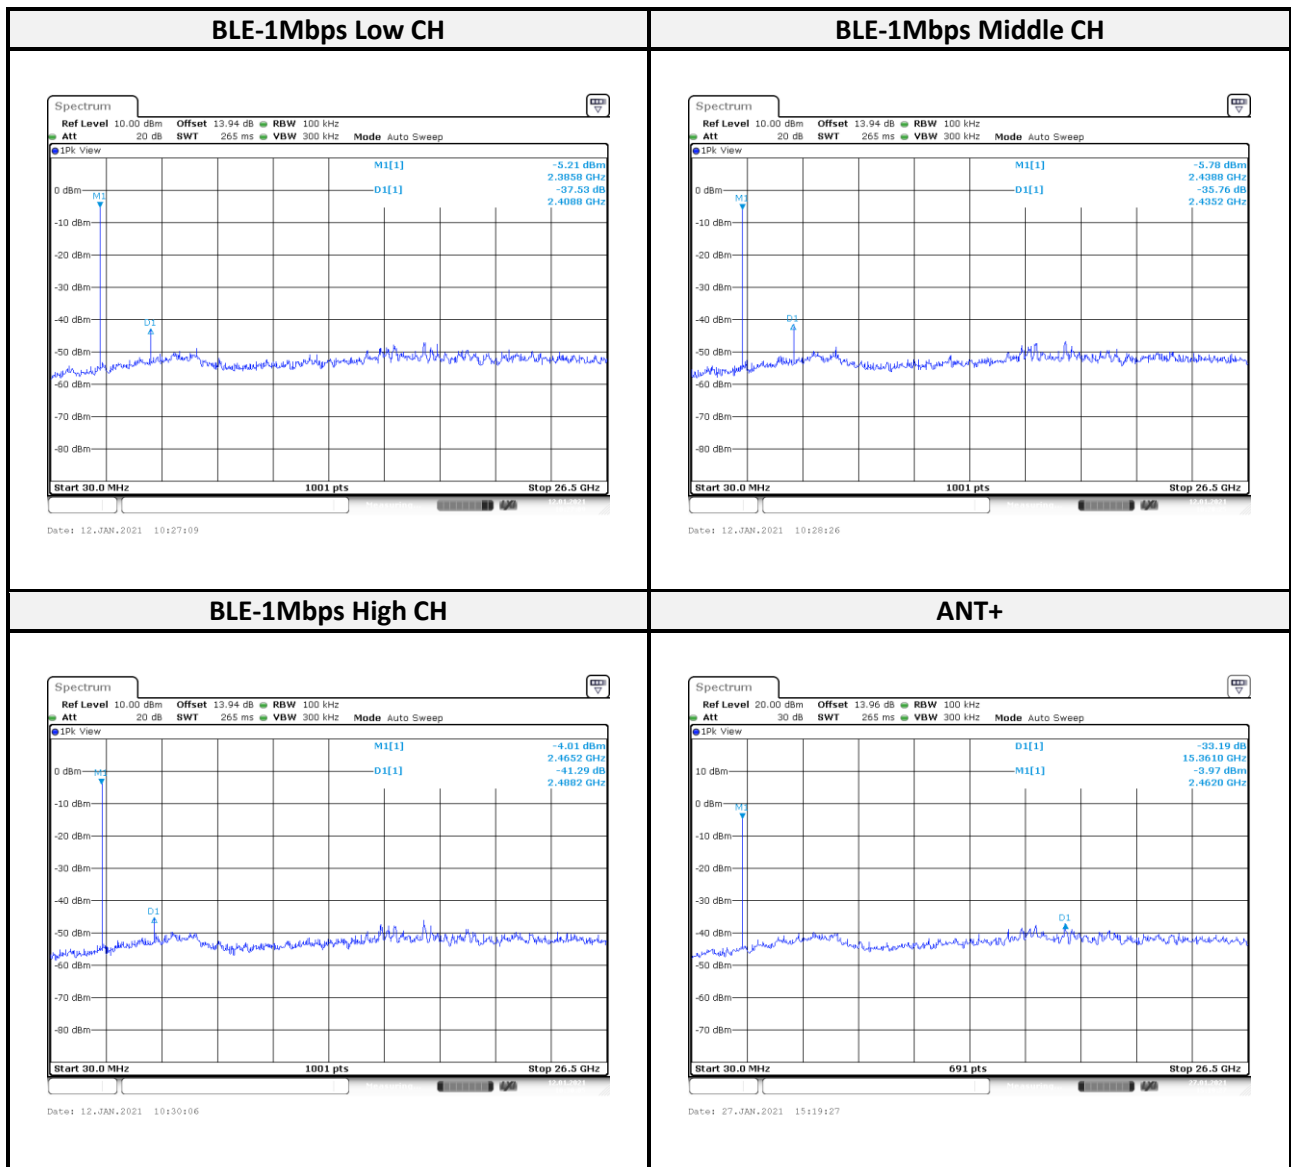 BLE-1Mbps Low CH
Spectrum
Ref Level 10.00 dBm Offset 13.94 dB RBW 100 kHz
Att 20 dB SWT 265 ms VBW 300 kHz Mode Auto Sweep
1Pk View
M1[1] -5.21 dBm
2.3858 GHz
D1[1] -37.53 dB
2.4088 GHz
0 dBm
M1
-10 dBm
-20 dBm
-30 dBm
-40 dBm
D1
-50 dBm
-60 dBm
-70 dBm
-80 dBm
Start 30.0 MHz 1001 pts Stop 26.5 GHz
Date: 12.JAN.2021 10:27:09
BLE-1Mbps Middle CH
Spectrum
Ref Level 10.00 dBm Offset 13.94 dB RBW 100 kHz
Att 20 dB SWT 265 ms VBW 300 kHz Mode Auto Sweep
1Pk View
M1[1] -5.78 dBm
2.4388 GHz
D1[1] -35.76 dB
2.4352 GHz
0 dBm
M1
-10 dBm
-20 dBm
-30 dBm
-40 dBm
D1
-50 dBm
-60 dBm
-70 dBm
-80 dBm
Start 30.0 MHz 1001 pts Stop 26.5 GHz
Date: 12.JAN.2021 10:28:26
BLE-1Mbps High CH
Spectrum
Ref Level 10.00 dBm Offset 13.94 dB RBW 100 kHz
Att 20 dB SWT 265 ms VBW 300 kHz Mode Auto Sweep
1Pk View
M1[1] -4.01 dBm
2.4652 GHz
D1[1] -41.29 dB
2.4882 GHz
0 dBm
M1
-10 dBm
-20 dBm
-30 dBm
-40 dBm
D1
-50 dBm
-60 dBm
-70 dBm
-80 dBm
Start 30.0 MHz 1001 pts Stop 26.5 GHz
Date: 12.JAN.2021 10:30:06
ANT+
Spectrum
Ref Level 20.00 dBm Offset 13.96 dB RBW 100 kHz
Att 30 dB SWT 265 ms VBW 300 kHz Mode Auto Sweep
1Pk View
D1[1] -33.19 dB
15.3610 GHz
M1[1] -3.97 dBm
2.4620 GHz
10 dBm
0 dBm
M1
-10 dBm
-20 dBm
-30 dBm
D1
-40 dBm
-50 dBm
-60 dBm
-70 dBm
Start 30.0 MHz 691 pts Stop 26.5 GHz
Date: 27.JAN.2021 15:19:27